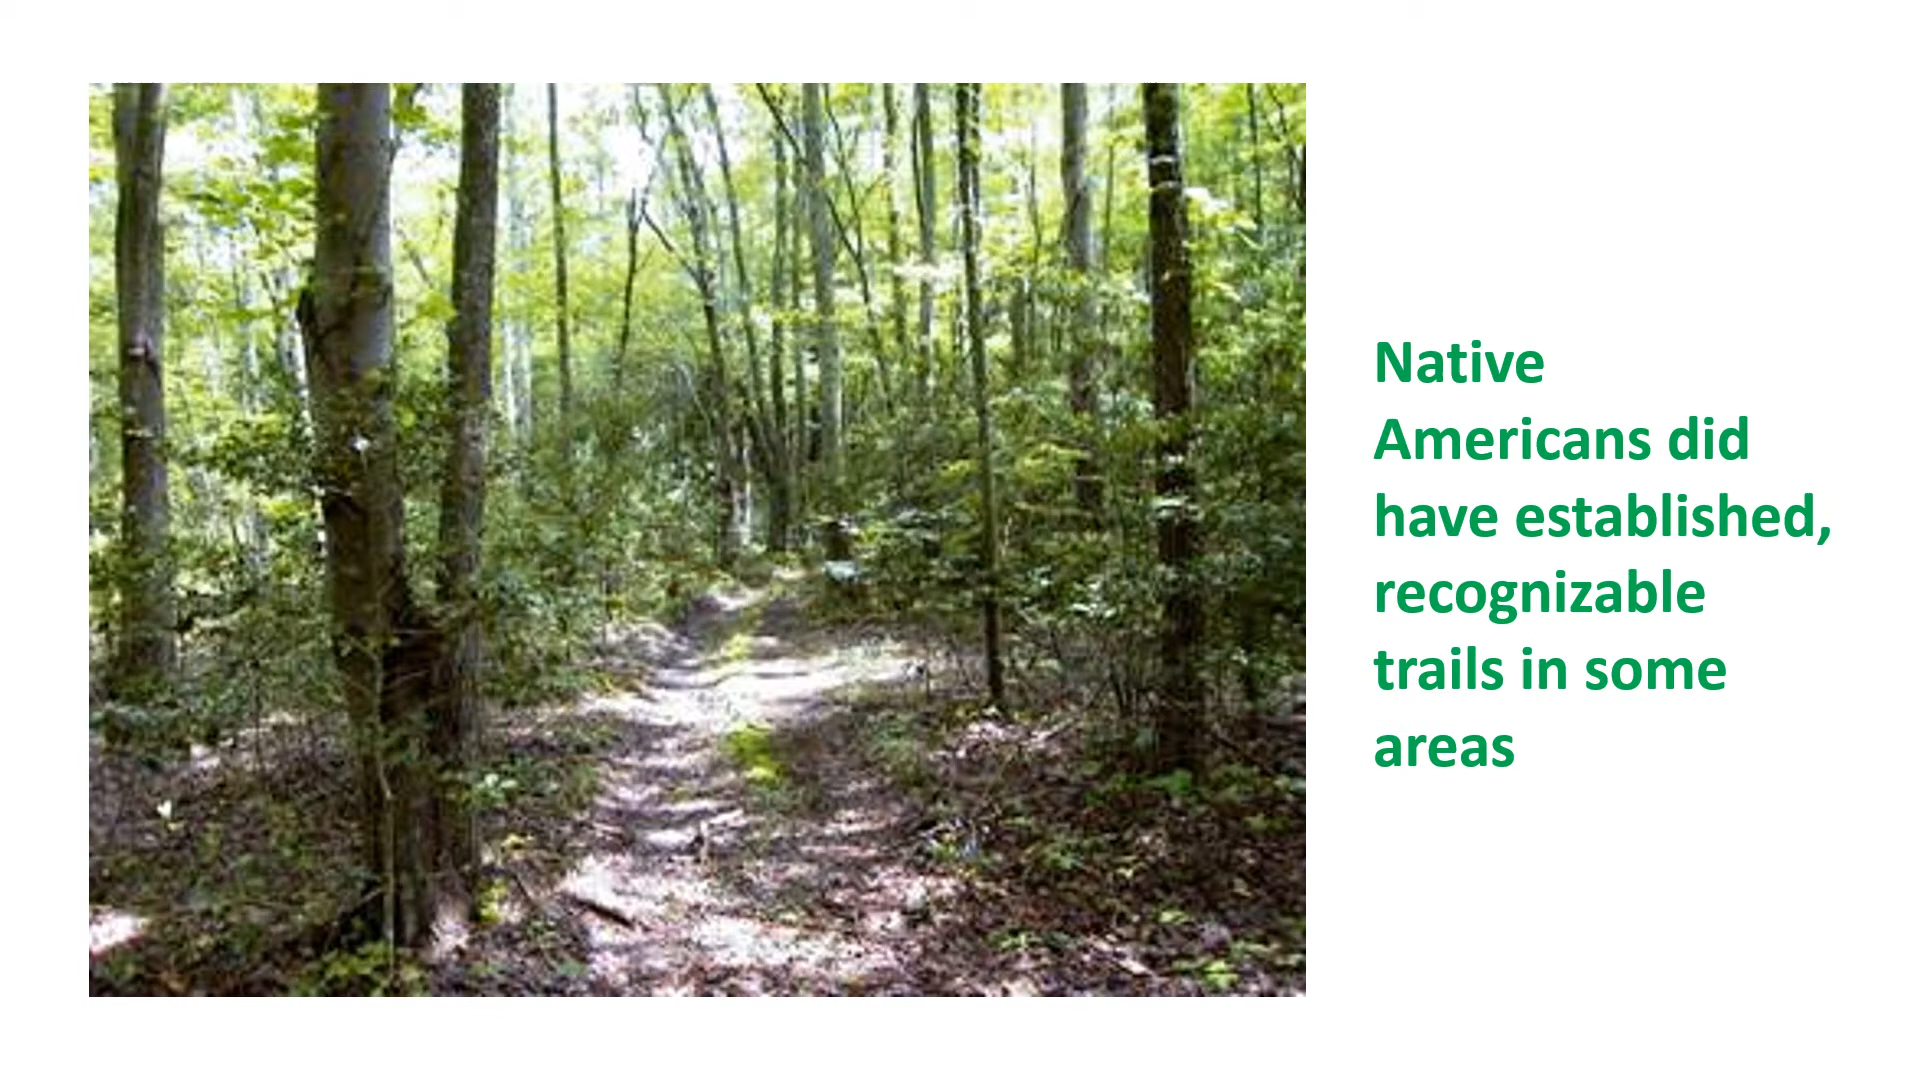 Native
Americans did
have established,
recognizable
trails in some
areas